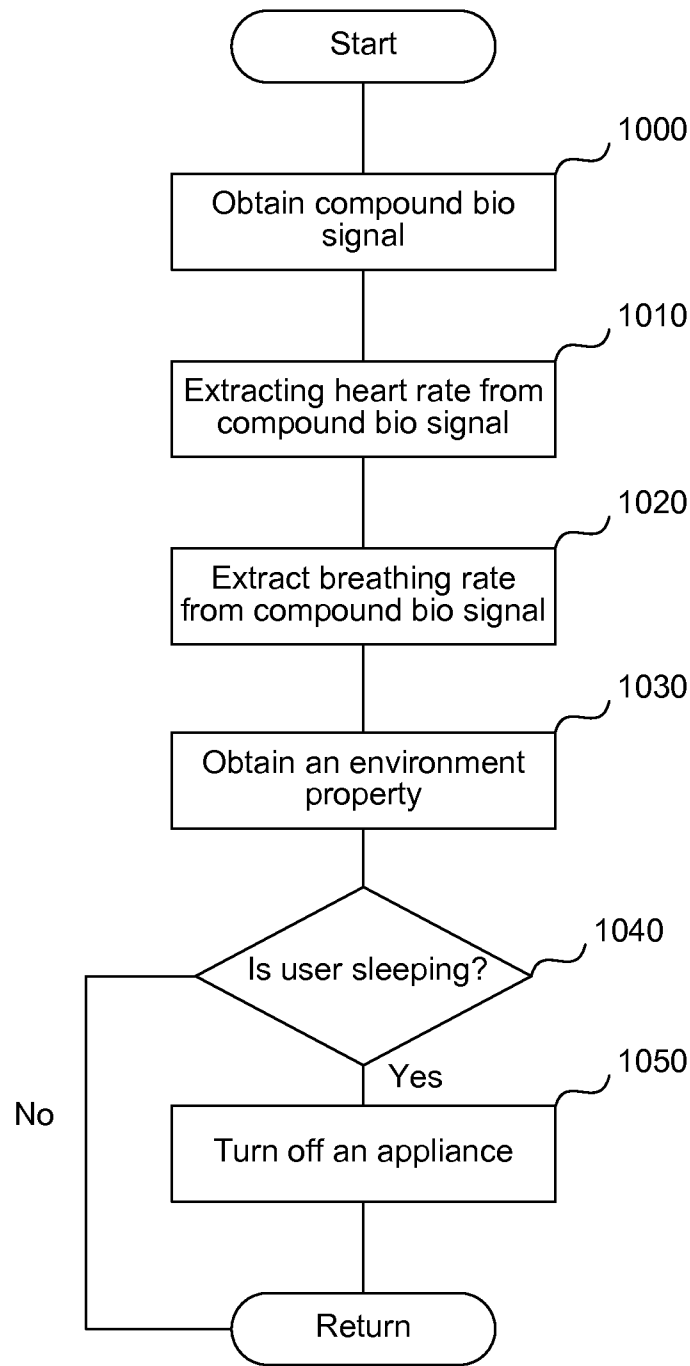 Start
1000
Obtain compound bio
signal
1010
Extracting heart rate from
compound bio signal
1020
Extract breathing rate
from compound bio signal
1030
Obtain an environment
property
1040
Is user sleeping?
Yes
1050
No
Turn off an appliance
Return